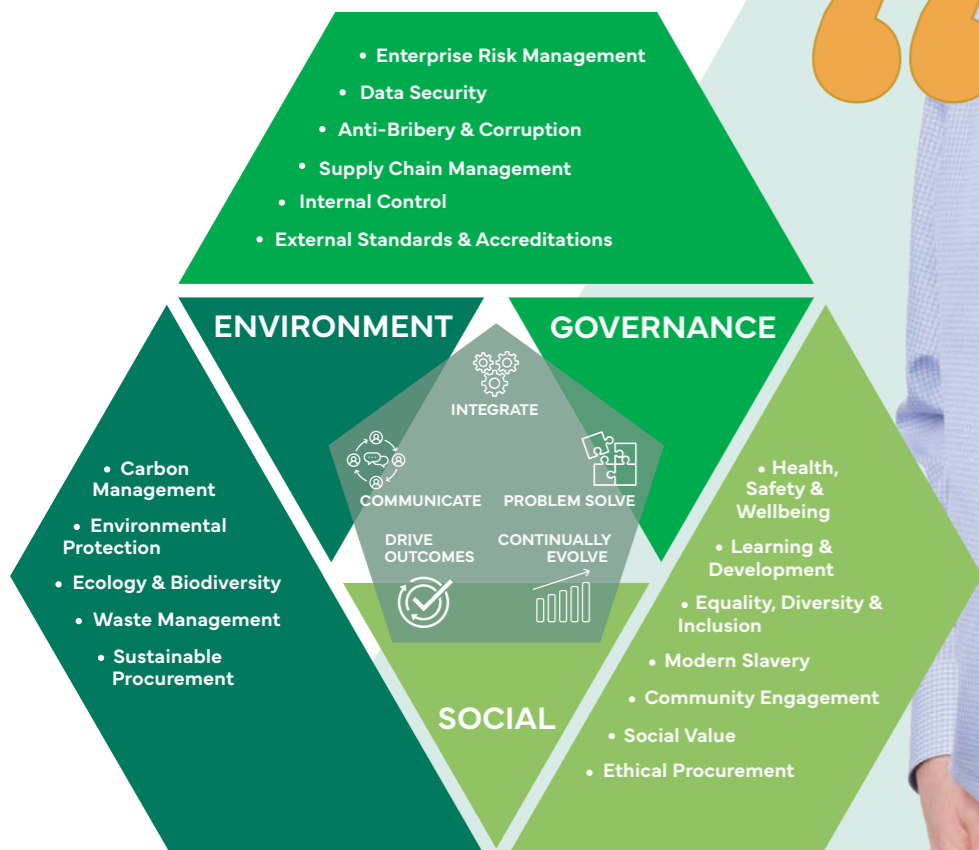 • Enterprise Risk Management
• Data Security
• Anti-Bribery & Corruption
• Supply Chain Management
• Internal Control
• External Standards & Accreditations
ENVIRONMENT
GOVERNANCE
INTEGRATE
COMMUNICATE
PROBLEM SOLVE
DRIVE
OUTCOMES
CONTINUALLY
EVOLVE
SOCIAL
• Carbon
Management
• Environmental
Protection
• Ecology & Biodiversity
• Waste Management
• Sustainable
Procurement
• Health,
Safety &
Wellbeing
• Learning &
Development
• Equality, Diversity &
Inclusion
• Modern Slavery
• Community Engagement
• Social Value
• Ethical Procurement